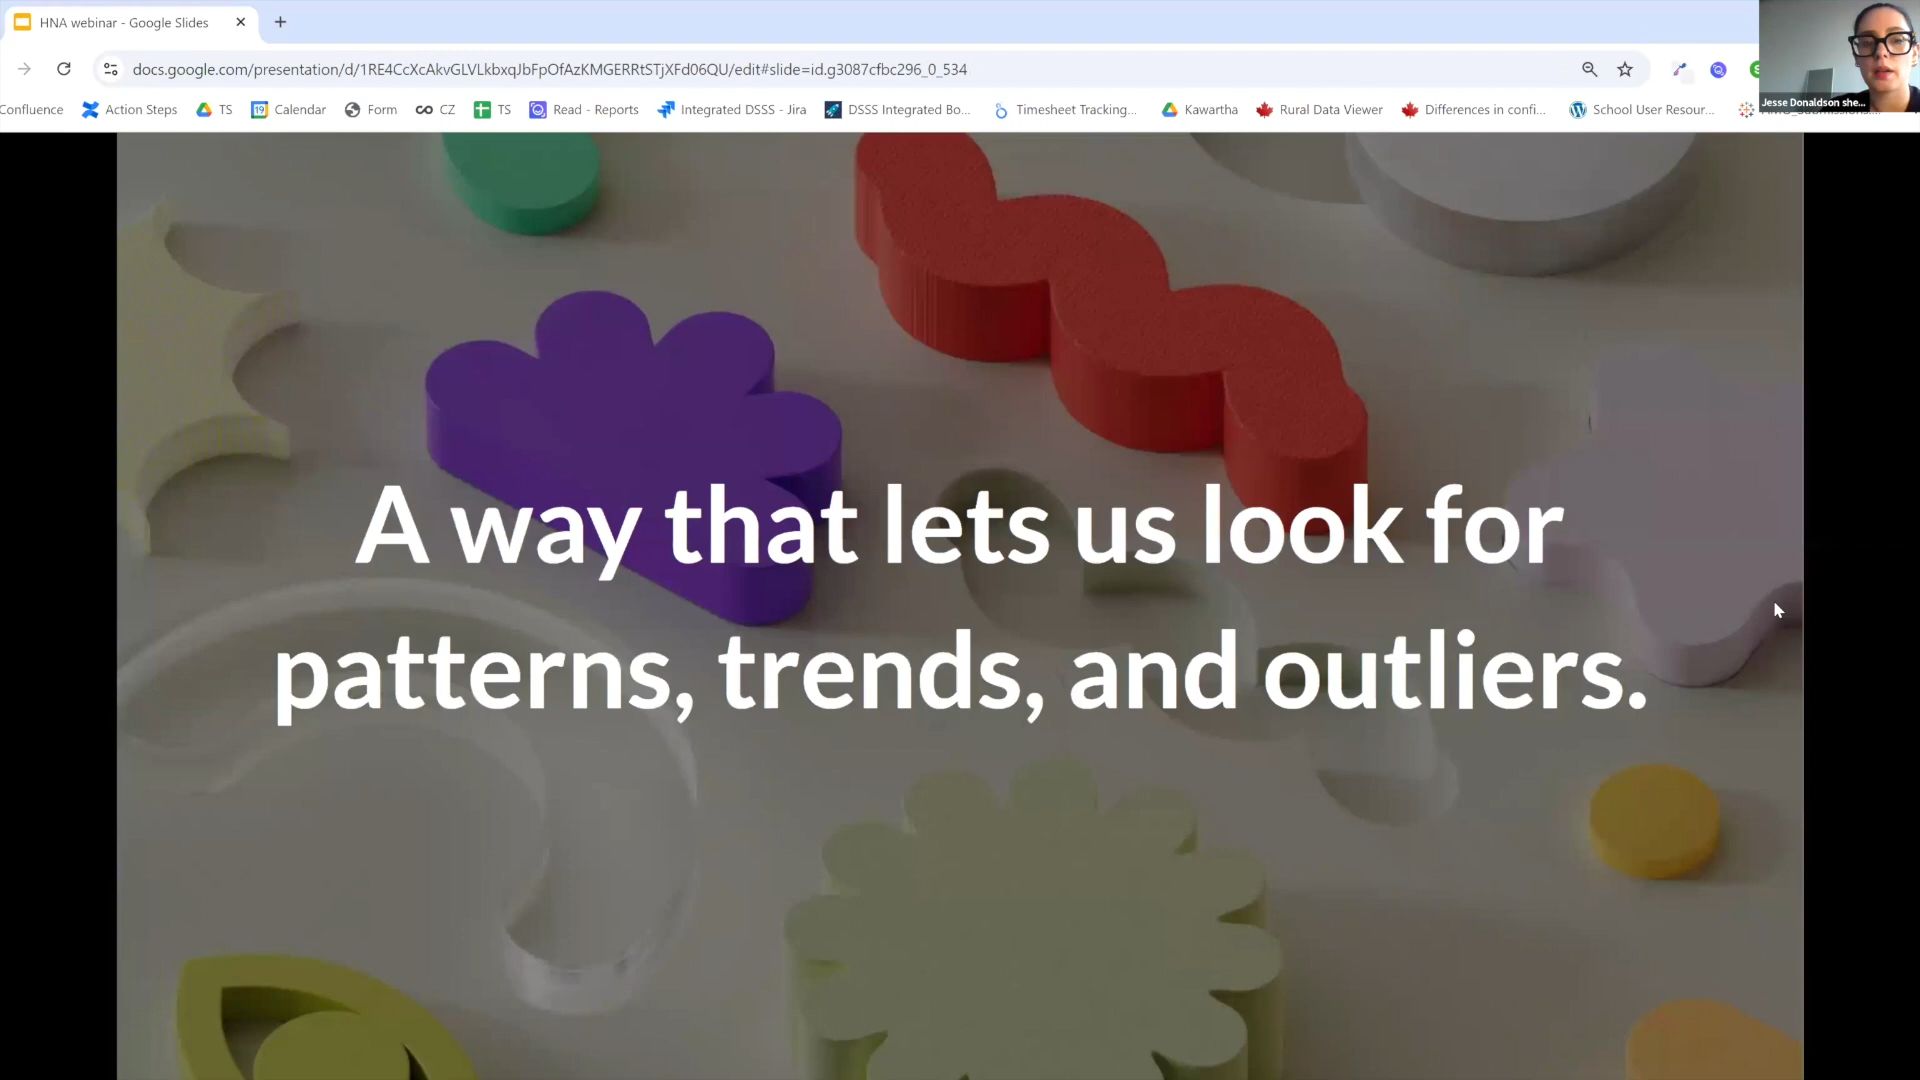 HNA webinar - Google Slides
docs.google.com/presentation/d/1RE4CcXcAkvGLVLkbxqJbFpOfAzKMGERRtSTjXFd06QU/edit#slide=id.g3087cfbc296_0_534
Confluence Action Steps TS 19 Calendar Form CZ TS Read - Reports Integrated DSSS - Jira DSSS Integrated Bo... Timesheet Tracking... Kawartha Rural Data Viewer Differences in confi... School User Resour...
Jesse Donaldson she...
A way that lets us look for
patterns, trends, and outliers.